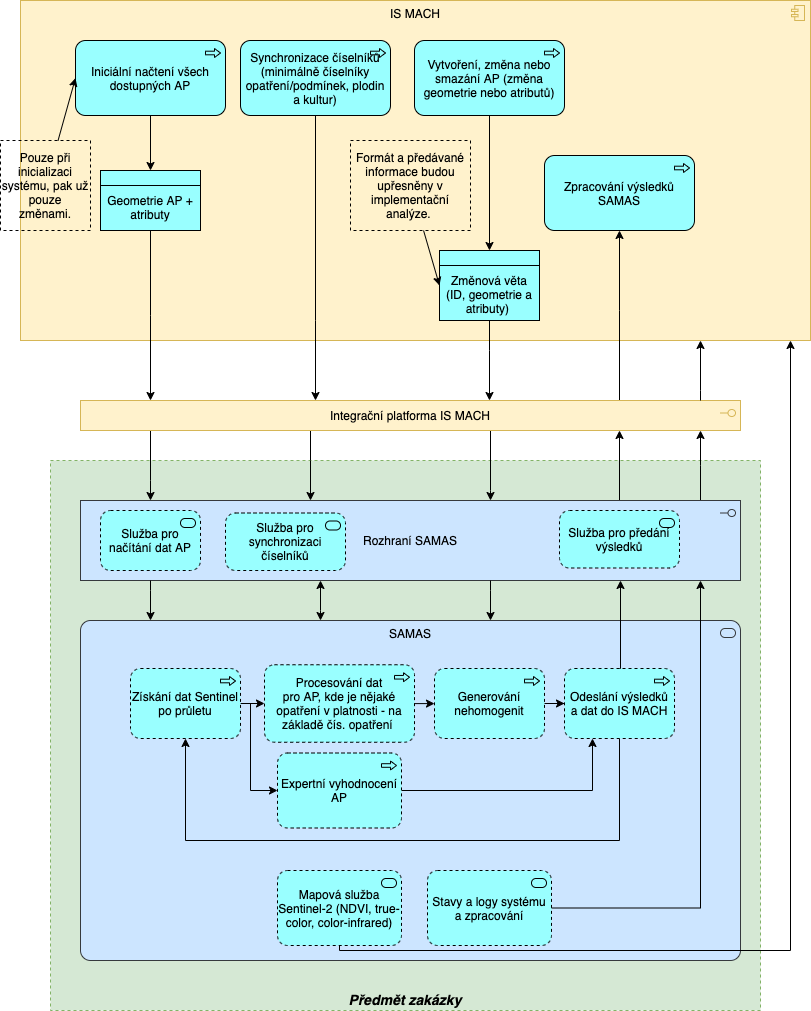 IS MACH
Iniciální načtení všech
dostupných AP
Synchronizace číselníků
(minimálně číselníky
opatření/podmínek, plodin
a kultur)
Vytvoření, změna nebo
smazání AP (změna
geometrie nebo atributů)
Pouze při
inicializaci
systému, pak už
pouze
změnami.
Geometrie AP +
atributy
Formát a předávané
informace budou
upřesněny v
implementační
analýze.
Zpracování výsledků
SAMAS
Změnová věta
(ID, geometrie a
atributy)
Integrační platforma IS MACH
Služba pro
načítání dat AP
Služba pro
synchronizaci
číselníků
Rozhraní SAMAS
Služba pro předání
výsledků
SAMAS
Získání dat Sentinel
po průletu
Procesování dat
pro AP, kde je nějaké
opatření v platnosti - na
základě čís. opatření
Generování
nehomogenit
Odeslání výsledků
a dat do IS MACH
Expertní vyhodnocení
AP
Mapová služba
Sentinel-2 (NDVI, true-
color, color-infrared)
Stavy a logy systému
a zpracování
Předmět zakázky